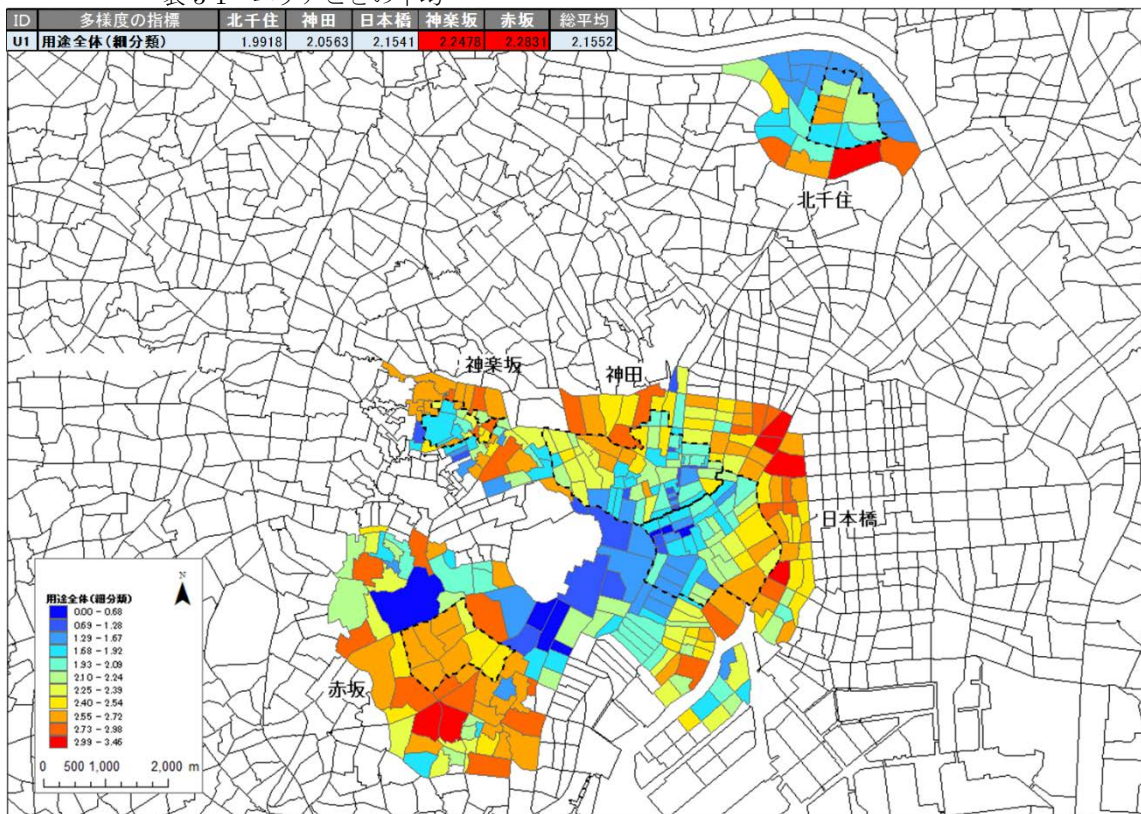 ID 多様度の指標 北千住 神田 日本橋 神楽坂 赤坂 総平均
U1 用途全体(細分類) 1.9918 2.0563 2.1541 2.2478 2.2831 2.1552
北千住
神楽坂
神田
日本橋
赤坂
N
用途全体(細分類)
0.00 - 0.68
0.69 - 1.28
1.29 - 1.67
1.68 - 1.92
1.93 - 2.09
2.10 - 2.24
2.25 - 2.39
2.40 - 2.54
2.55 - 2.72
2.73 - 2.98
2.99 - 3.46
0 500 1,000 2,000 m